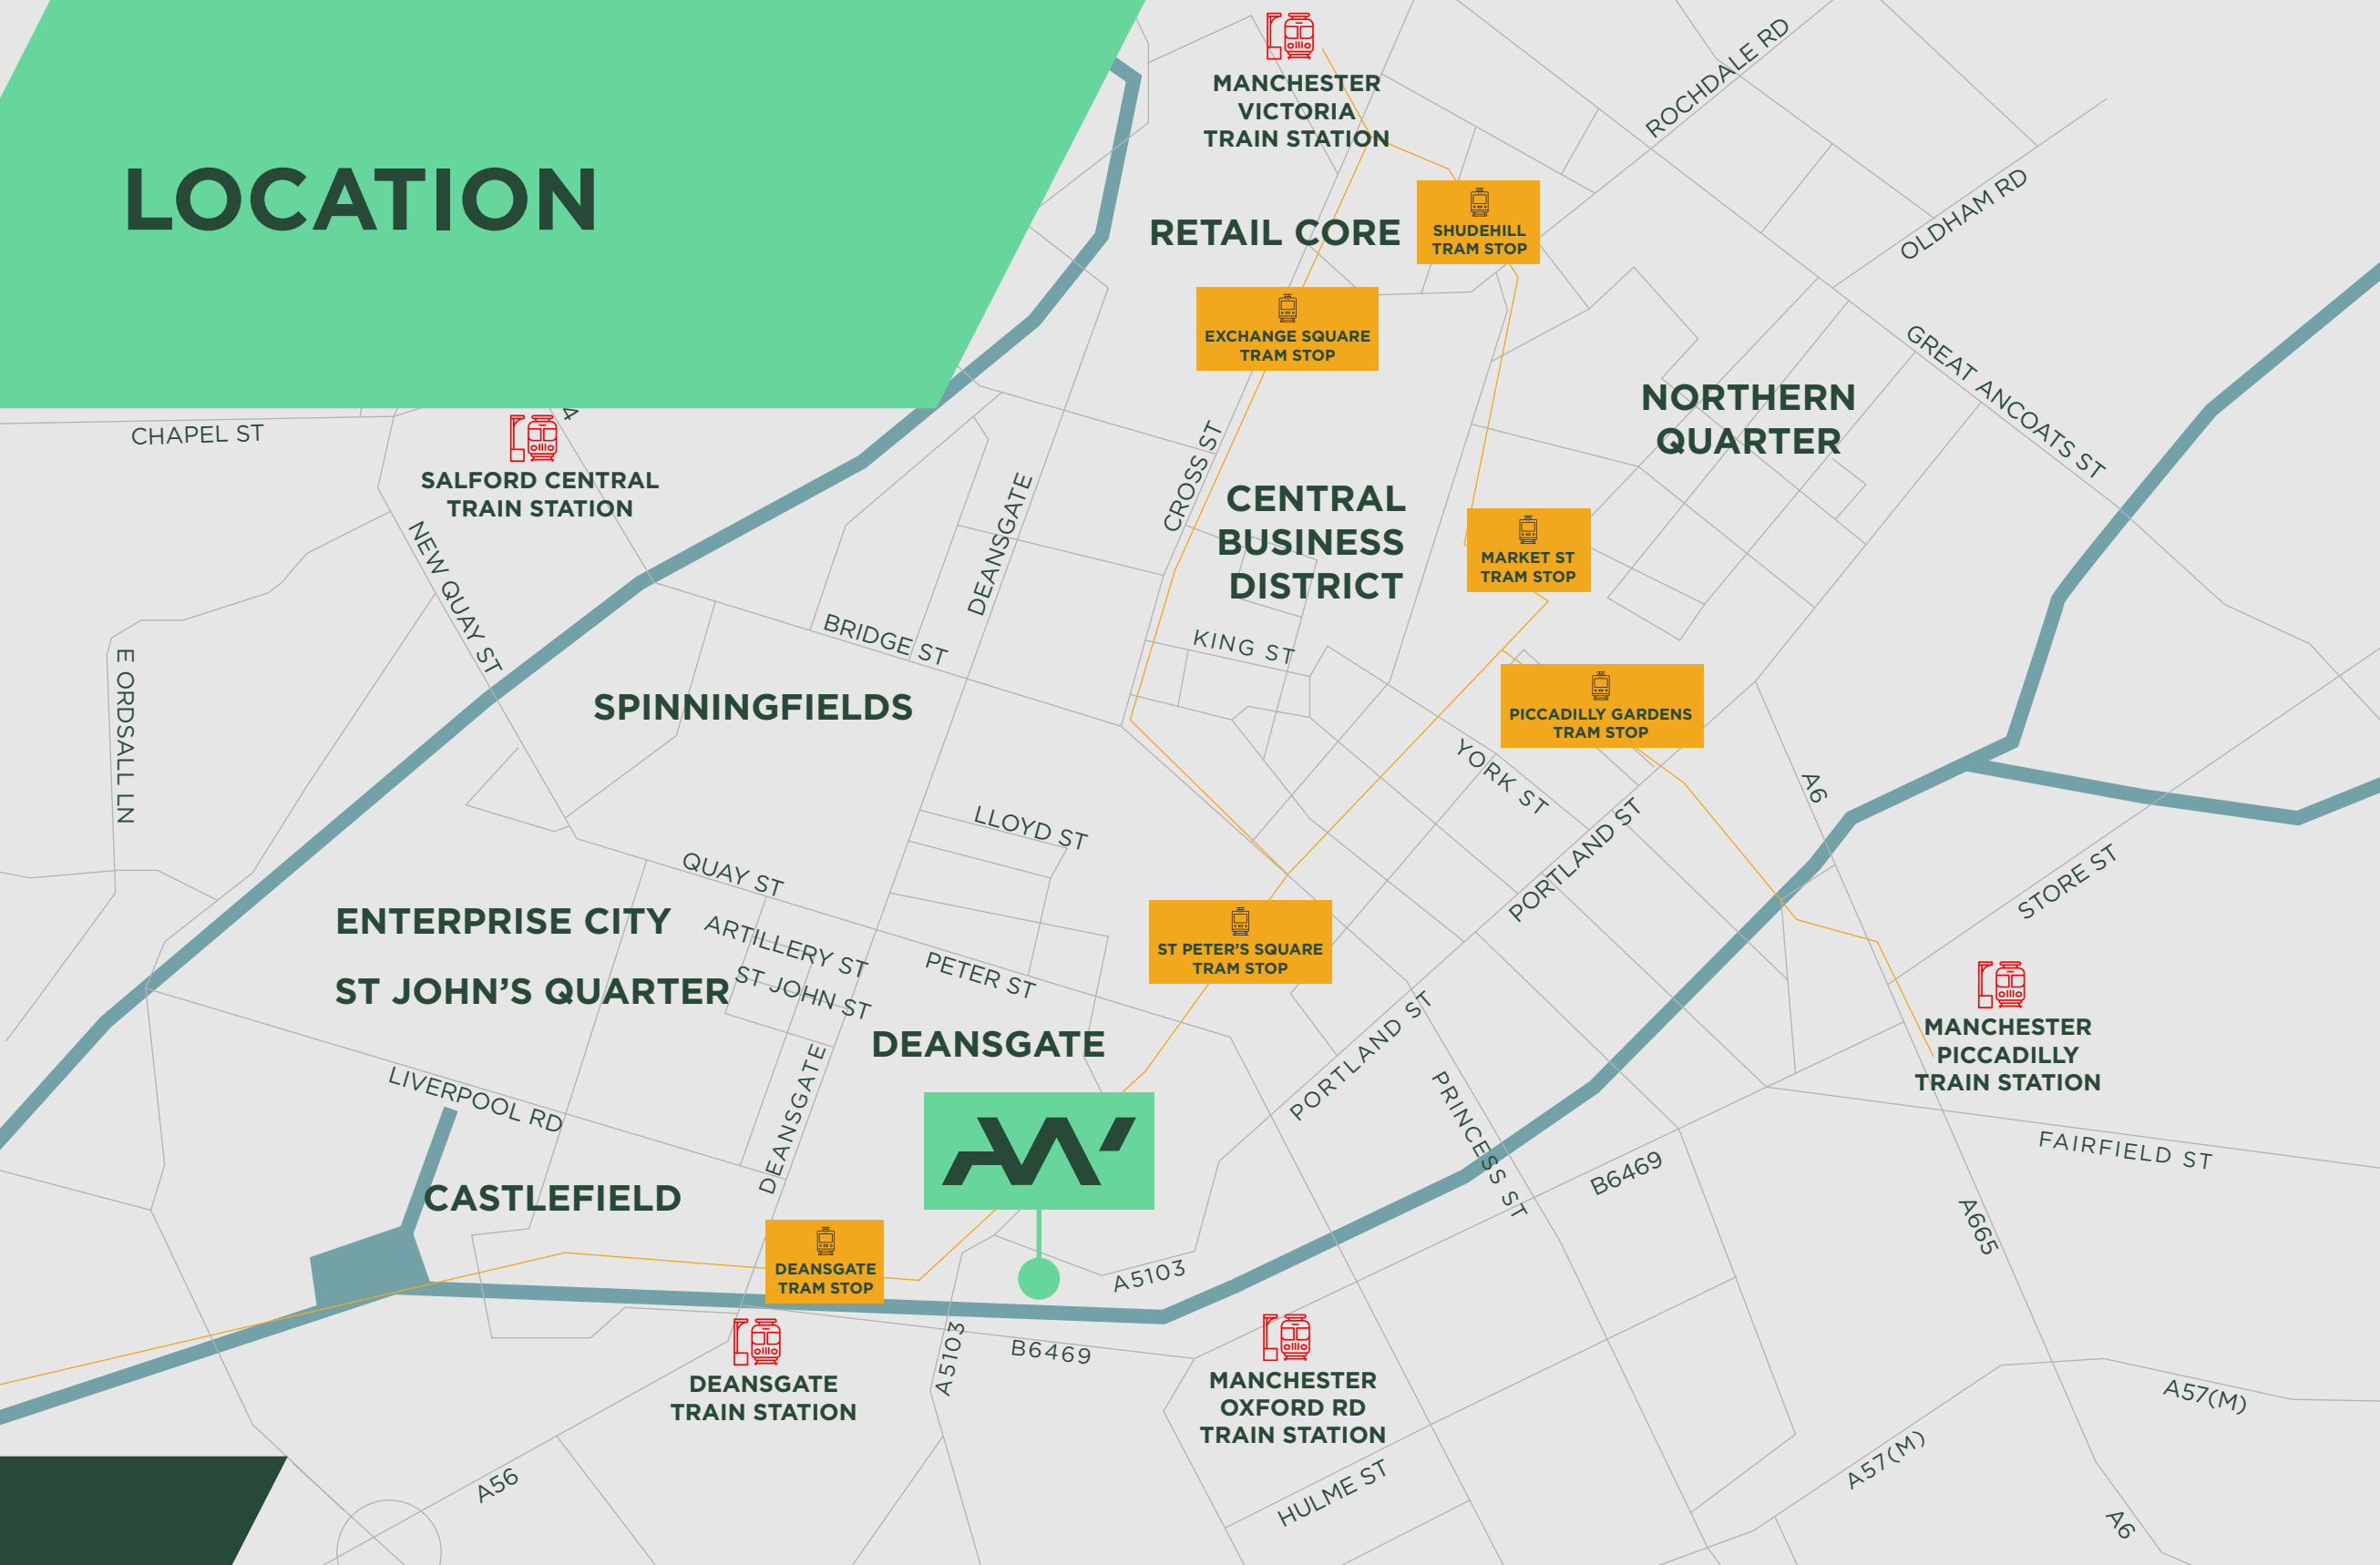 LOCATION
MANCHESTER
VICTORIA
TRAIN STATION
ROCHDALE RD
OLDHAM RD
RETAIL CORE
SHUDEHILL
TRAM STOP
EXCHANGE SQUARE
TRAM STOP
GREAT ANCOATS ST
NORTHERN
QUARTER
CHAPEL ST
4
SALFORD CENTRAL
TRAIN STATION
NEW QUAY ST
DEANSGATE
CROSS ST
CENTRAL
BUSINESS
DISTRICT
MARKET ST
TRAM STOP
BRIDGE ST
KING ST
E ORDSALL LN
SPINNINGFIELDS
PICCADILLY GARDENS
TRAM STOP
YORK ST
A6
PORTLAND ST
LLOYD ST
QUAY ST
STORE ST
ENTERPRISE CITY
ARTILLERY ST
ST PETER'S SQUARE
TRAM STOP
ST JOHN'S QUARTER
ST JOHN ST
PETER ST
DEANSGATE
PORTLAND ST
MANCHESTER
PICCADILLY
TRAIN STATION
LIVERPOOL RD
DEANSGATE
PRINCESS ST
B6469
FAIRFIELD ST
CASTLEFIELD
A665
DEANSGATE
TRAM STOP
A5103
A5103
B6469
DEANSGATE
TRAIN STATION
MANCHESTER
OXFORD RD
TRAIN STATION
A57(M)
A57(M)
A56
HULME ST
A6